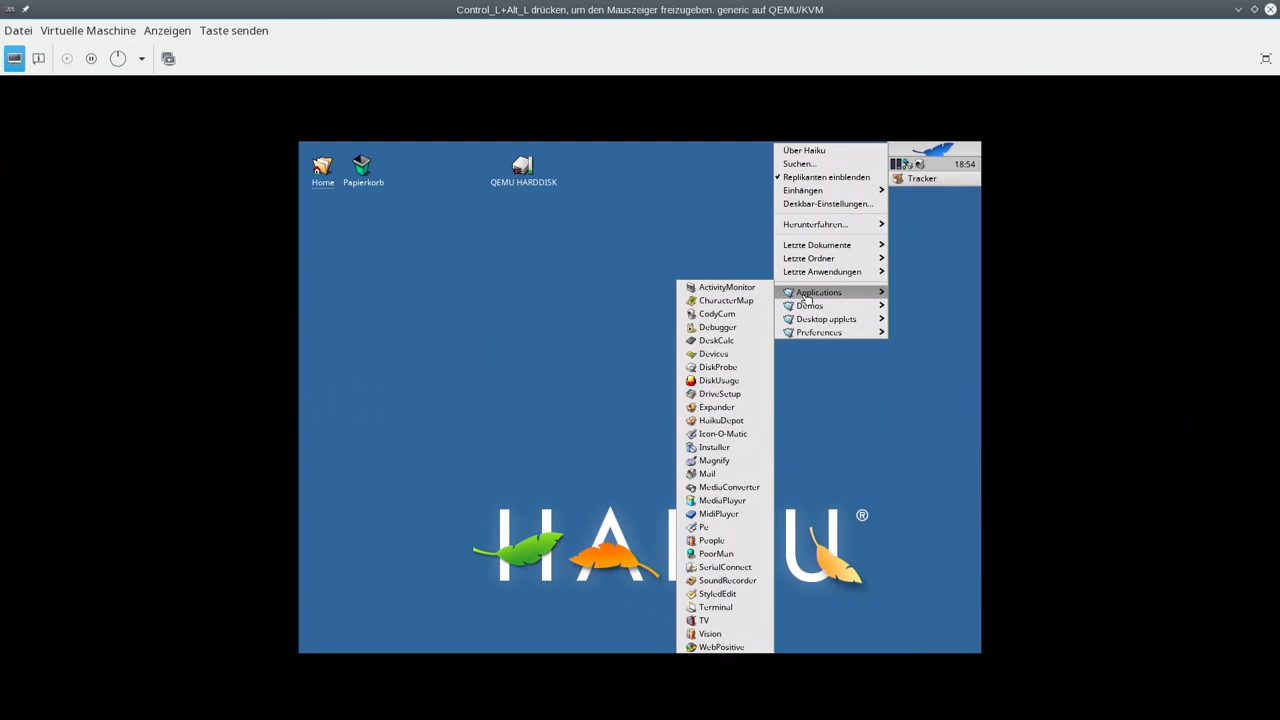 Control_L+Alt_L drücken, um den Mauszeiger freizugeben. generic auf QEMU/KVM
Datei Virtuelle Maschine Anzeigen Taste senden
Home
Papierkorb
QEMU HARDDISK
Über Haiku
Suchen...
Replikanten einblenden
Einhängen
Deskbar-Einstellungen...
Herunterfahren...
Letzte Dokumente
Letzte Ordner
Letzte Anwendungen
Applications
Demos
Desktop applets
Preferences
18:54
Tracker
ActivityMonitor
CharacterMap
CodyCam
Debugger
DeskCalc
Devices
DiskProbe
DiskUsage
DriveSetup
Expander
HaikuDepot
Icon-O-Matic
Installer
Magnify
Mail
MediaConverter
MediaPlayer
MidiPlayer
Pe
People
PoorMan
SerialConnect
SoundRecorder
StyledEdit
Terminal
TV
Vision
WebPositive
HAIKU®